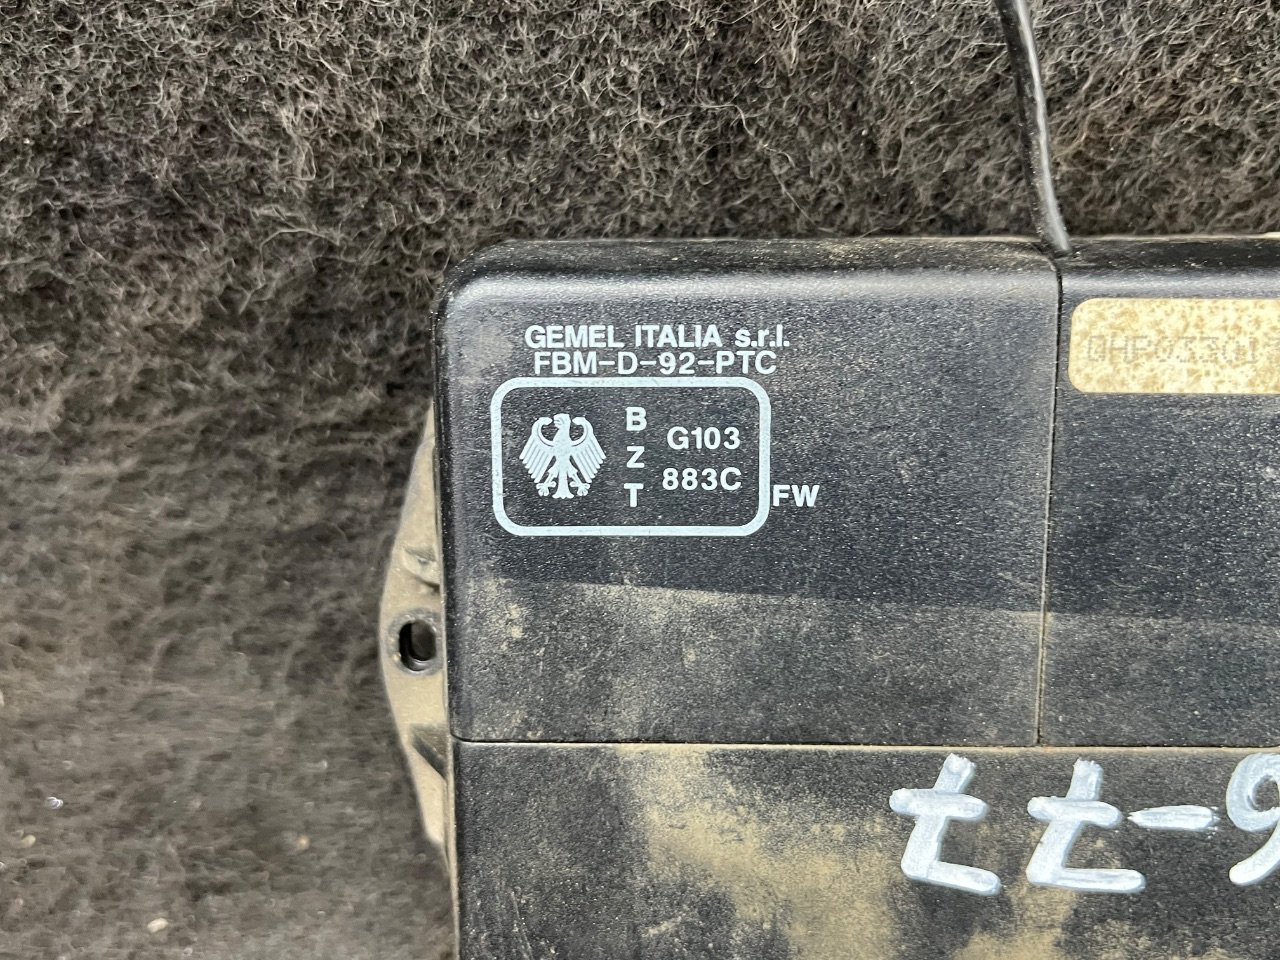 GEMEL ITALIA s.r.l.
FBM-D-92-PTC
B Z T
G103
883C
FW